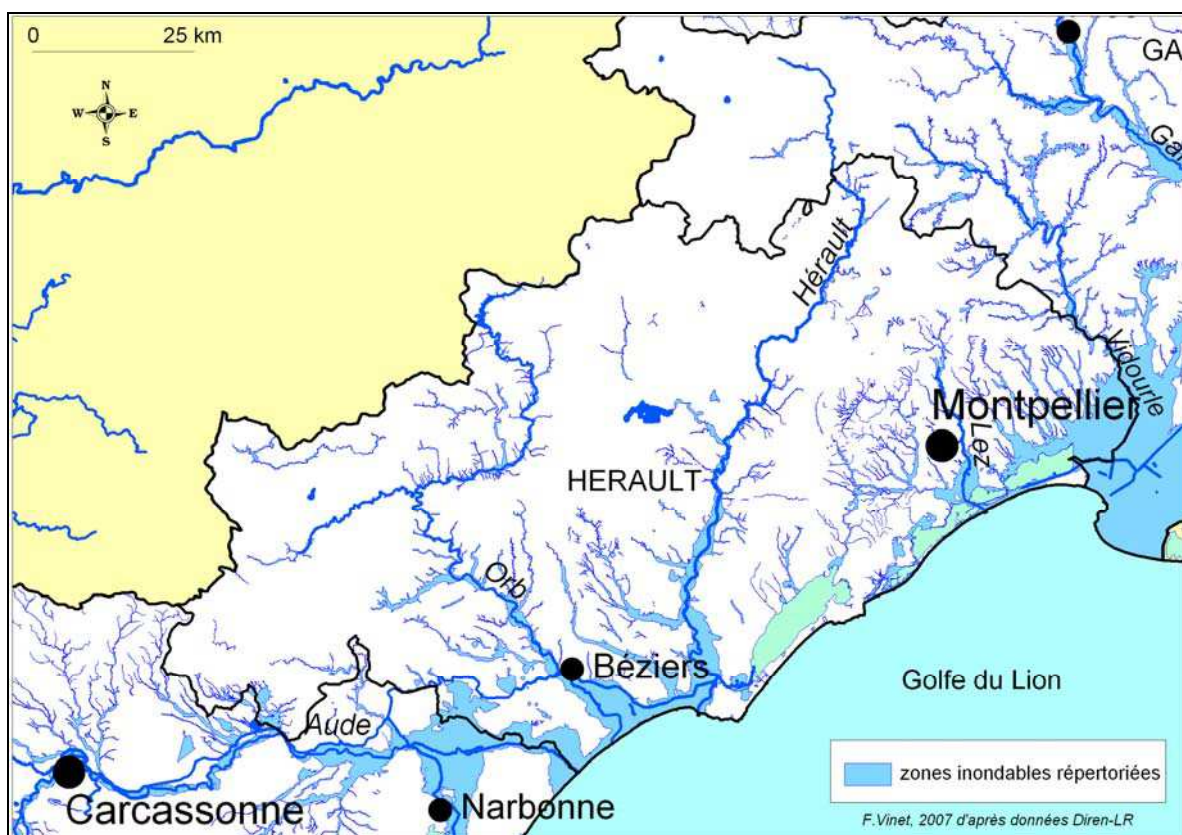 0 25 km
N
W E
S
GA
Gar
Hérault
Vidourle
Montpellier
Lez
HERAULT
Orb
Béziers
Golfe du Lion
Aude
zones inondables répertoriées
Carcassonne
Narbonne
F.Vinet, 2007 d'après données Diren-LR